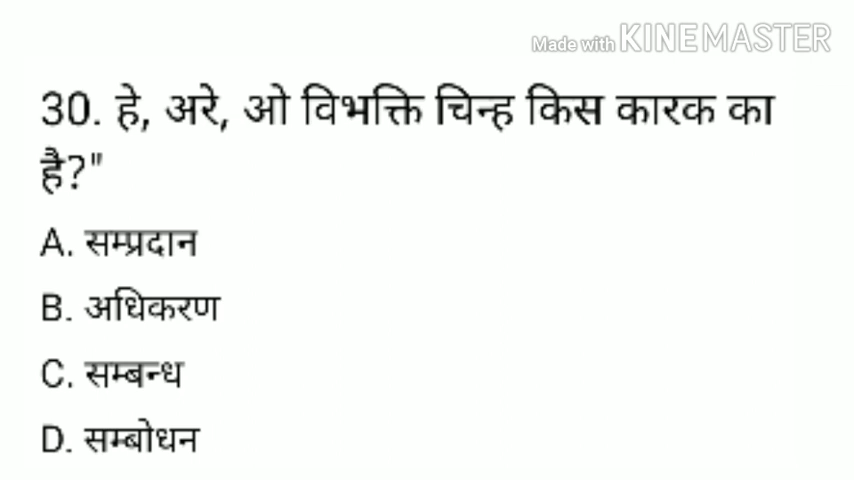 Made with KINEMASTER
30. हे, अरे, ओ विभक्ति चिन्ह किस कारक का
है?"
A. सम्प्रदान
B. अधिकरण
C. सम्बन्ध
D. सम्बोधन